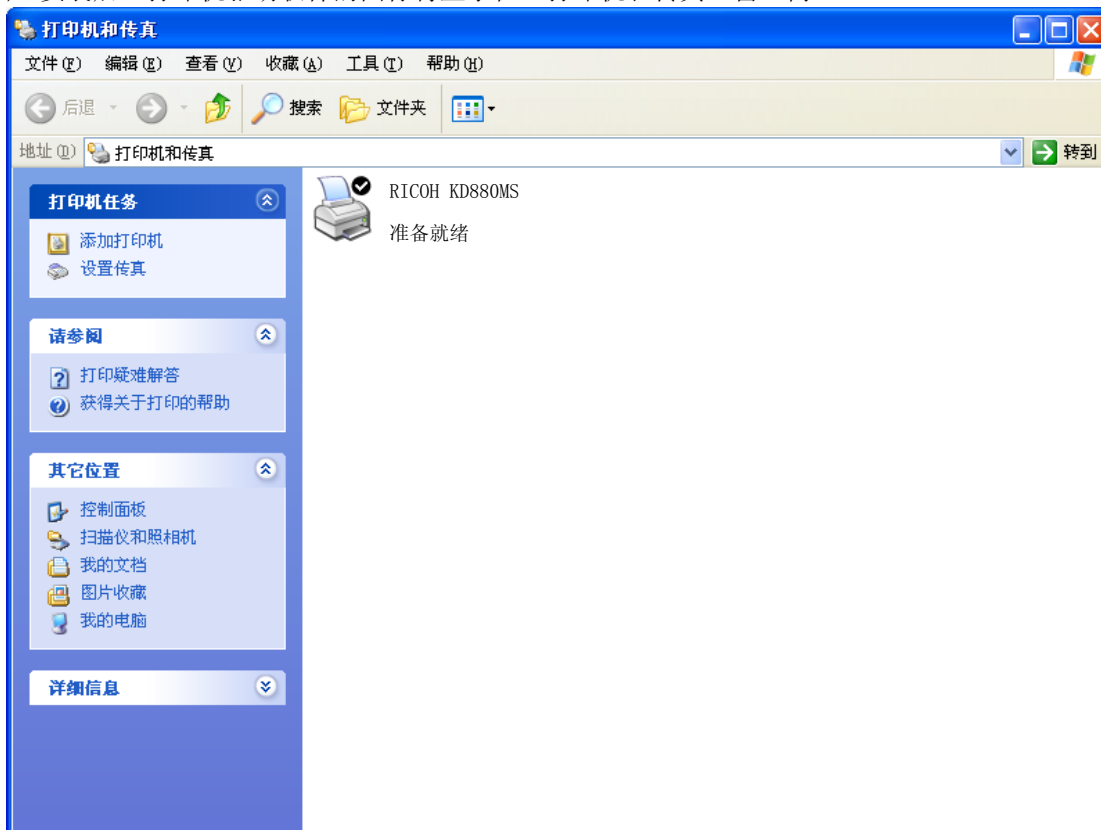 打印机和传真
文件(F) 编辑(E) 查看(V) 收藏(A) 工具(T) 帮助(H)
后退 搜索 文件夹
地址(D) 打印机和传真 转到
打印机任务
添加打印机
设置传真
请参阅
打印疑难解答
获得关于打印的帮助
其它位置
控制面板
扫描仪和照相机
我的文档
图片收藏
我的电脑
详细信息
RICOH KD880MS
准备就绪